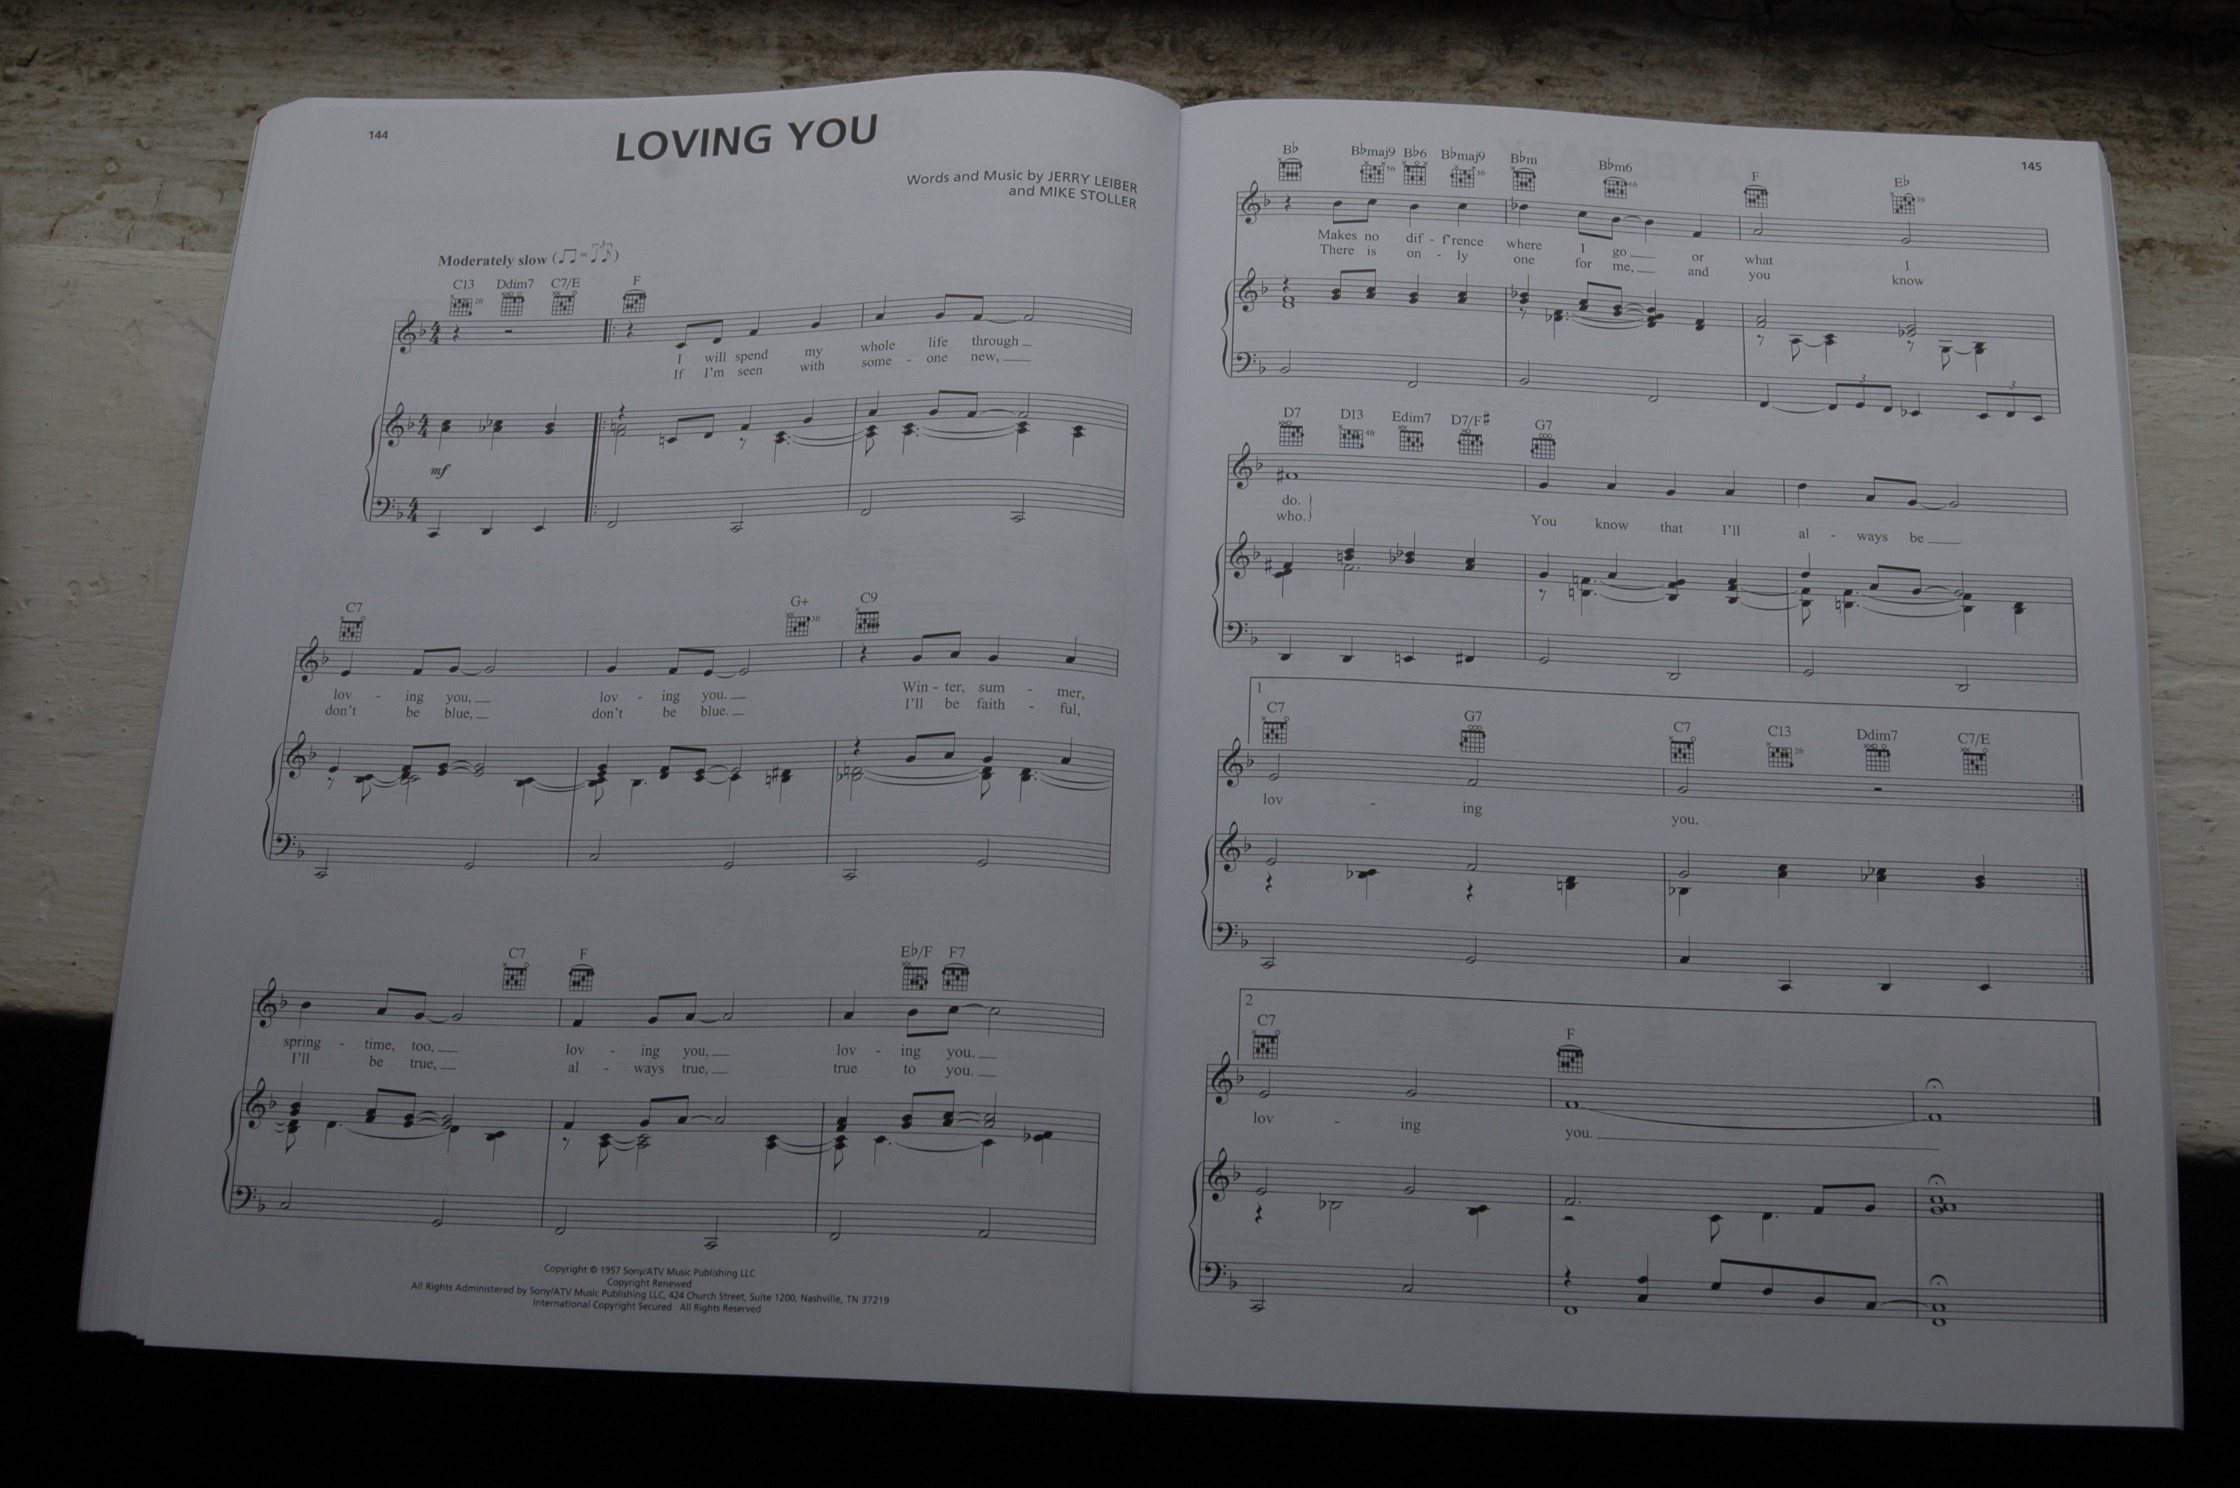 144
LOVING YOU
Words and Music by JERRY LEIBER
and MIKE STOLLER
Moderately slow
C13 Ddim7 C7/E F
I will spend my whole life through
If I'm seen with some - one new,
mf
C7 G+ C9
lov - ing you, lov - ing you. Win - ter, sum - mer,
don't be blue, don't be blue. I'll be faith - ful,
C7 F E♭/F F7
spring - time, too, lov - ing you, lov - ing you.
I'll be true, al - ways true, true to you.
Copyright © 1957 Sony/ATV Music Publishing LLC
Copyright Renewed
All Rights Administered by Sony/ATV Music Publishing LLC, 424 Church Street, Suite 1200, Nashville, TN 37219
International Copyright Secured All Rights Reserved
145
B♭ B♭maj9 B♭6 B♭maj9 B♭m B♭m6 F E♭
Makes no dif - f'rence where I go or what I
There is on - ly one for me, and you know
D7 D13 Edim7 D7/F♯ G7
do. You know that I'll al - ways be
who.
1
C7 G7 C7 C13 Ddim7 C7/E
lov - ing you.
2
C7 F
lov - ing you.